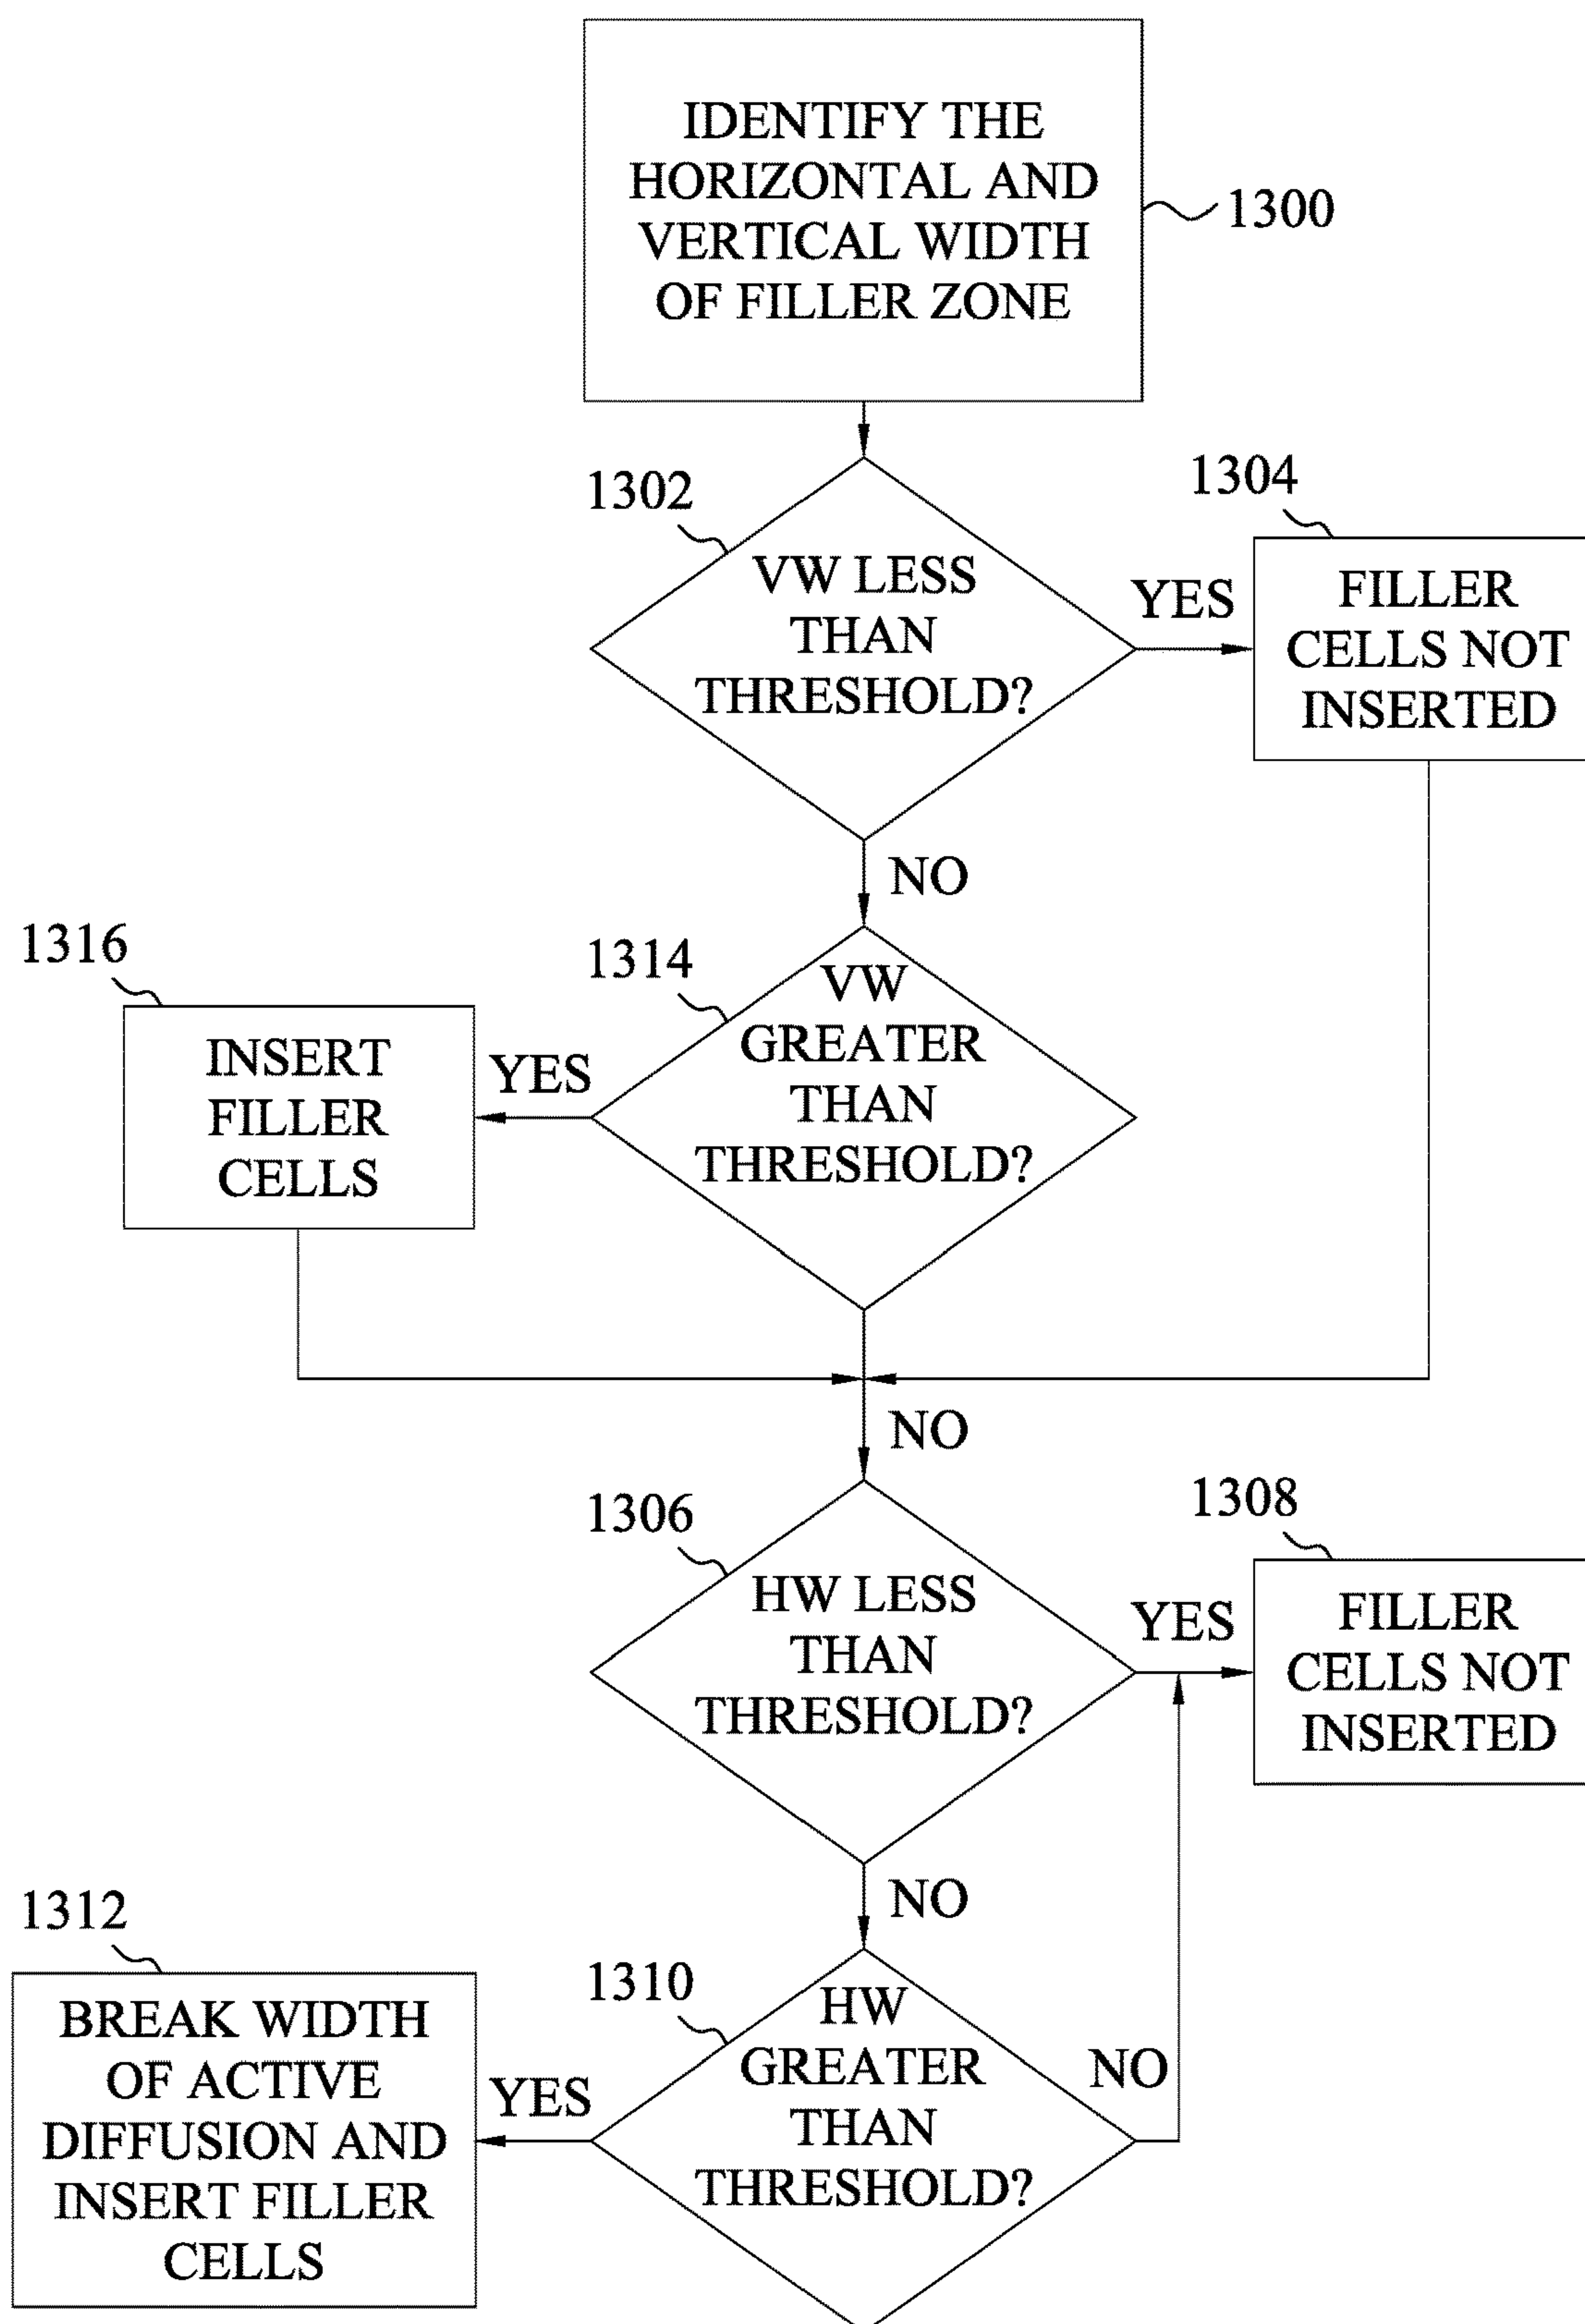 IDENTIFY THE
HORIZONTAL AND
VERTICAL WIDTH
OF FILLER ZONE
1300
1302
VW LESS
THAN
THRESHOLD?
YES
1304
FILLER
CELLS NOT
INSERTED
NO
1314
VW
GREATER
THAN
THRESHOLD?
YES
1316
INSERT
FILLER
CELLS
NO
1306
HW LESS
THAN
THRESHOLD?
YES
1308
FILLER
CELLS NOT
INSERTED
NO
1310
HW
GREATER
THAN
THRESHOLD?
NO
YES
1312
BREAK WIDTH
OF ACTIVE
DIFFUSION AND
INSERT FILLER
CELLS